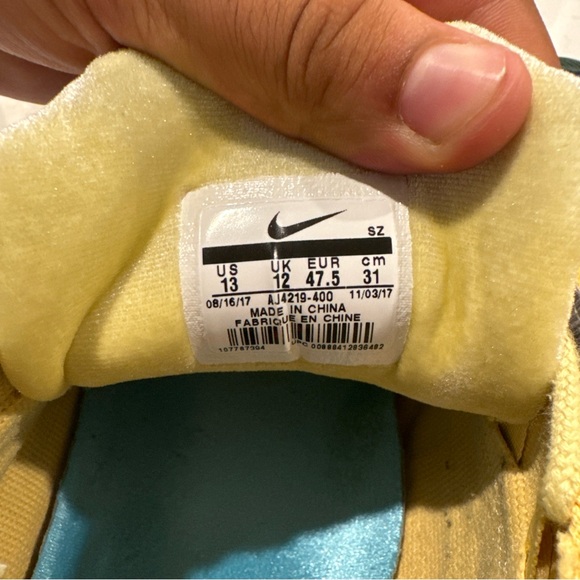 SZ
US UK EUR cm
13 12 47.5 31
08/16/17 AJ4219-400 11/03/17
MADE IN CHINA
FABRIQUE EN CHINE
UPC